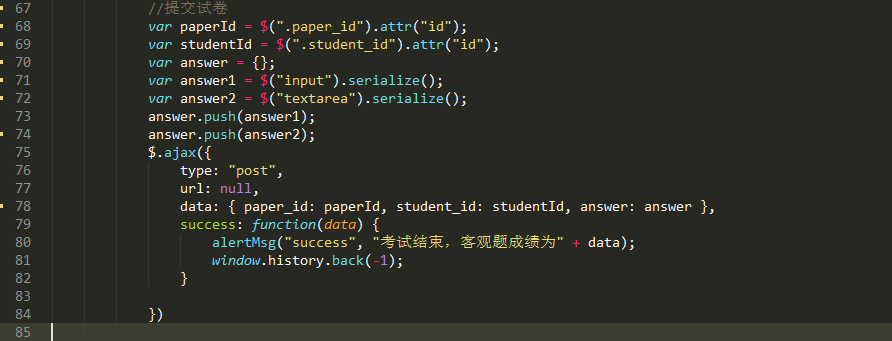 67 //提交试卷
68 var paperId = $(".paper_id").attr("id");
69 var studentId = $(".student_id").attr("id");
70 var answer = {};
71 var answer1 = $("input").serialize();
72 var answer2 = $("textarea").serialize();
73 answer.push(answer1);
74 answer.push(answer2);
75 $.ajax({
76 type: "post",
77 url: null,
78 data: { paper_id: paperId, student_id: studentId, answer: answer },
79 success: function(data) {
80 alertMsg("success", "考试结束，客观题成绩为" + data);
81 window.history.back(-1);
82 }
83
84 })
85